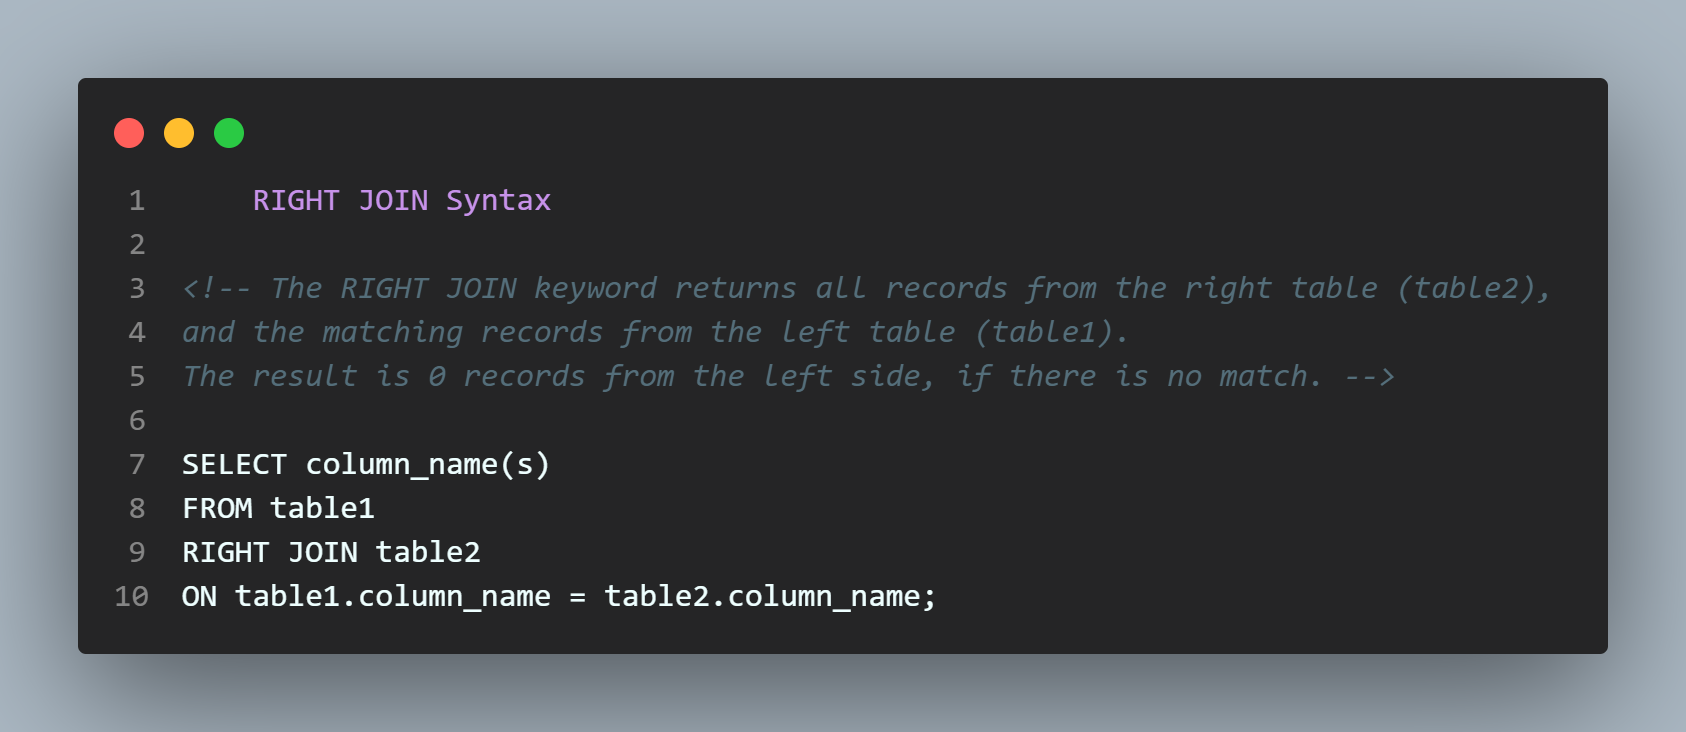 1 RIGHT JOIN Syntax
2
3 <!-- The RIGHT JOIN keyword returns all records from the right table (table2),
4 and the matching records from the left table (table1).
5 The result is 0 records from the left side, if there is no match. -->
6
7 SELECT column_name(s)
8 FROM table1
9 RIGHT JOIN table2
10 ON table1.column_name = table2.column_name;